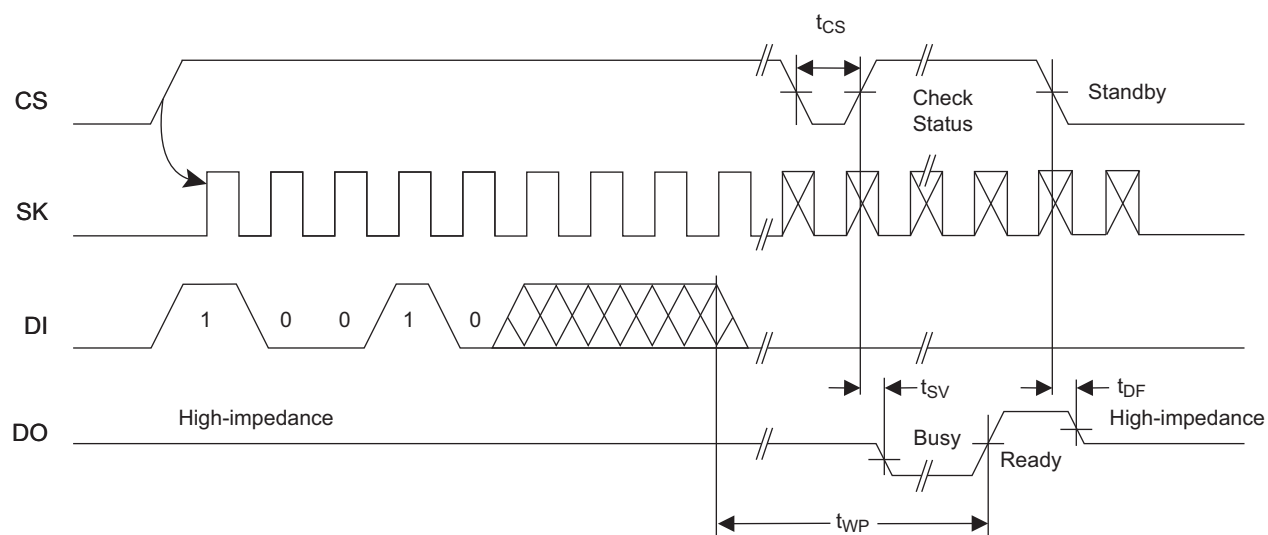 tCS
CS
Check
Status
Standby
SK
DI
1 0 0 1 0
tSV
tDF
DO
High-impedance
Busy
Ready
High-impedance
tWP